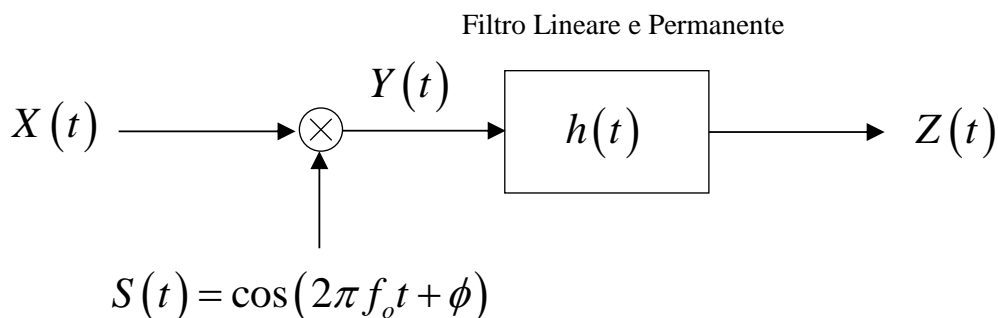 Filtro Lineare e Permanente
Y(t)
X(t)
h(t)
Z(t)
S(t) = cos(2πf_o t + ϕ)